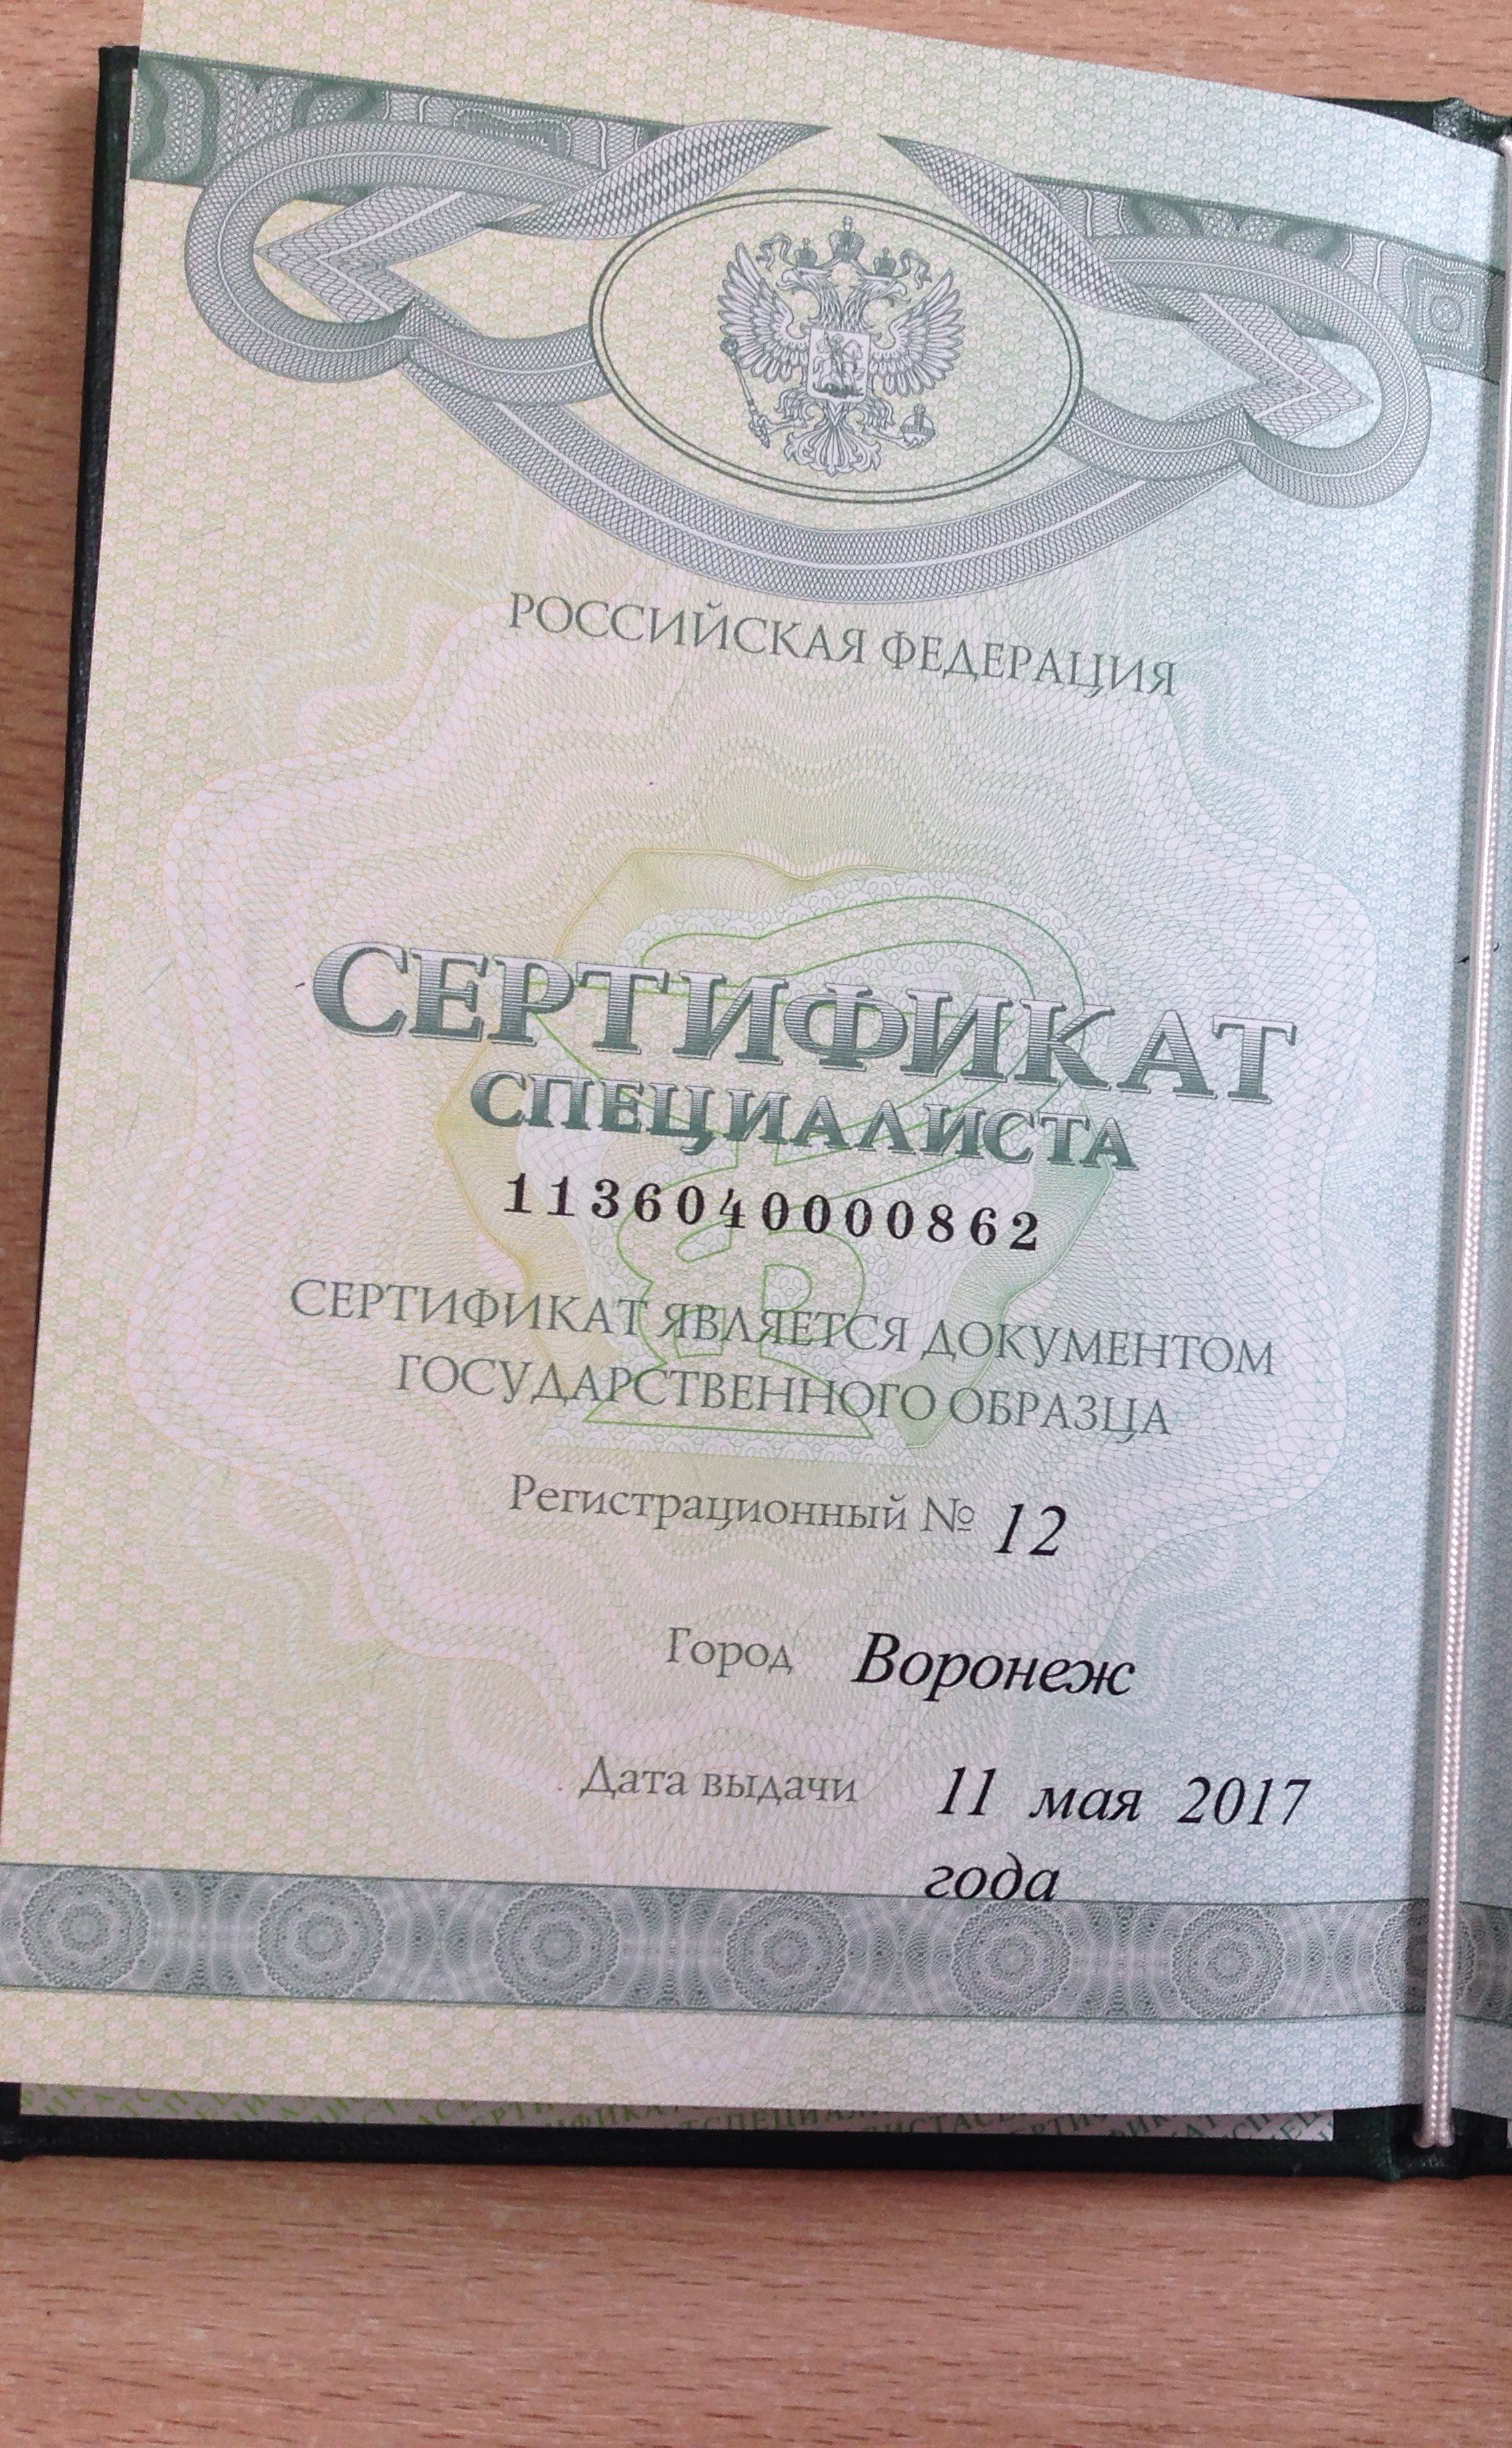 РОССИЙСКАЯ ФЕДЕРАЦИЯ
СЕРТИФИКАТ
СПЕЦИАЛИСТА
1136040000862
СЕРТИФИКАТ ЯВЛЯЕТСЯ ДОКУМЕНТОМ
ГОСУДАРСТВЕННОГО ОБРАЗЦА
Регистрационный № 12
Город Воронеж
Дата выдачи 11 мая 2017
года